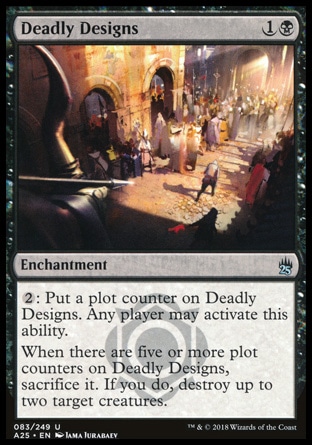 Deadly Designs 1
Enchantment
25
2: Put a plot counter on Deadly
Designs. Any player may activate this
ability.
When there are five or more plot
counters on Deadly Designs,
sacrifice it. If you do, destroy up to
two target creatures.
083/249 U
A25 • EN Jama Jurabaev
™ & © 2018 Wizards of the Coast